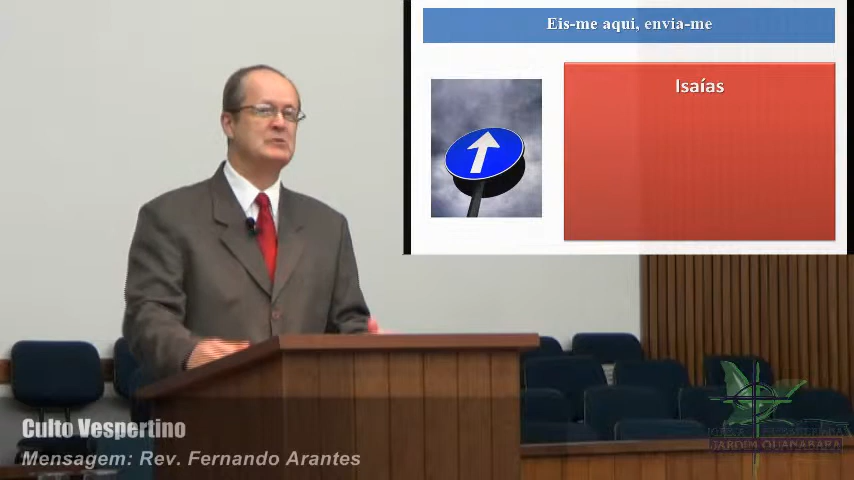 Eis-me aqui, envia-me
Isaías
Culto Vespertino
Mensagem: Rev. Fernando Arantes
JARDIM GUANABARA